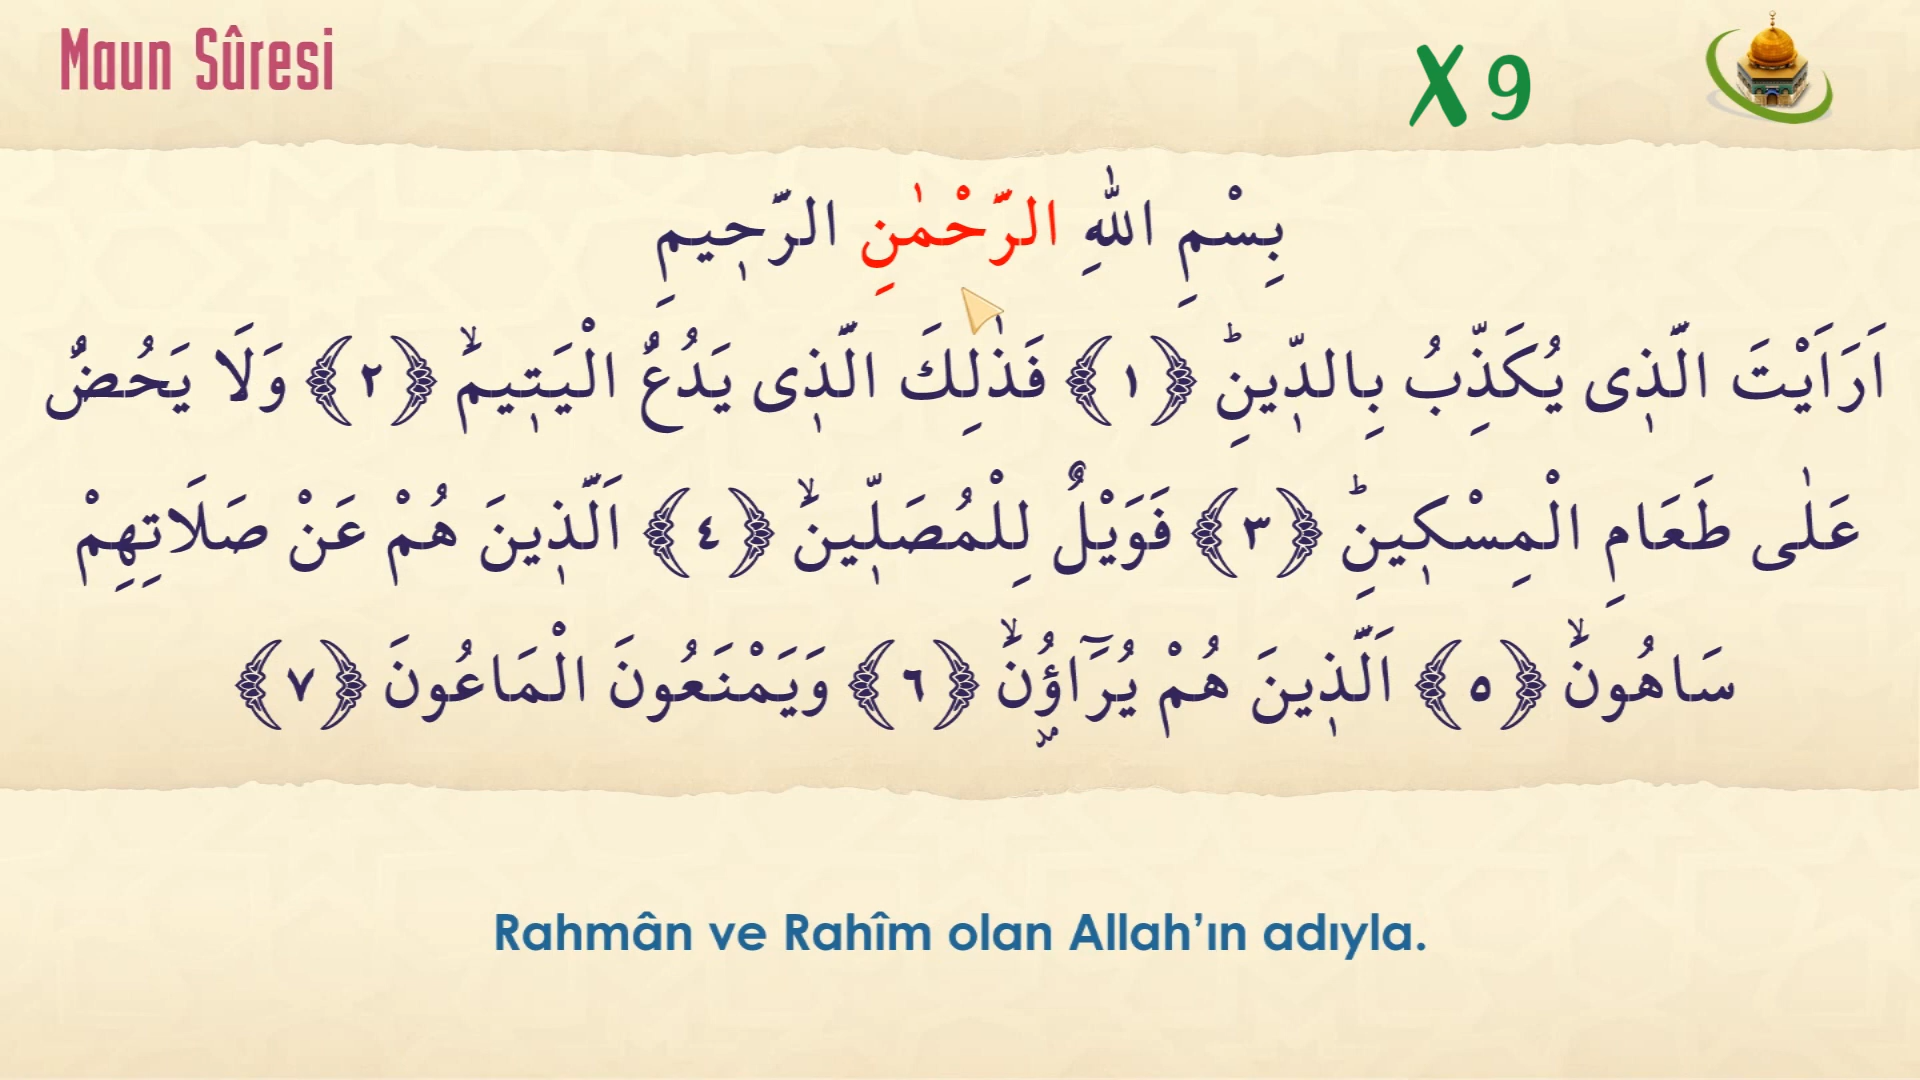 Maun Sûresi
X 9
بِسْمِ اللّٰهِ الرَّحْمٰنِ الرَّحٖيمِ
اَرَاَيْتَ الَّذٖى يُكَذِّبُ بِالدّٖينِؕ ﴿١﴾ فَذٰلِكَ الَّذٖى يَدُعُّ الْيَتٖيمَۙ ﴿٢﴾ وَلَا يَحُضُّ
عَلٰى طَعَامِ الْمِسْكٖينِؕ ﴿٣﴾ فَوَيْلٌ لِلْمُصَلّٖينَۙ ﴿٤﴾ اَلَّذٖينَ هُمْ عَنْ صَلَاتِهِمْ
سَاهُونَۙ ﴿٥﴾ اَلَّذٖينَ هُمْ يُرَٓاؤُ۫نَۙ ﴿٦﴾ وَيَمْنَعُونَ الْمَاعُونَ ﴿٧﴾
Rahmân ve Rahîm olan Allah’ın adıyla.